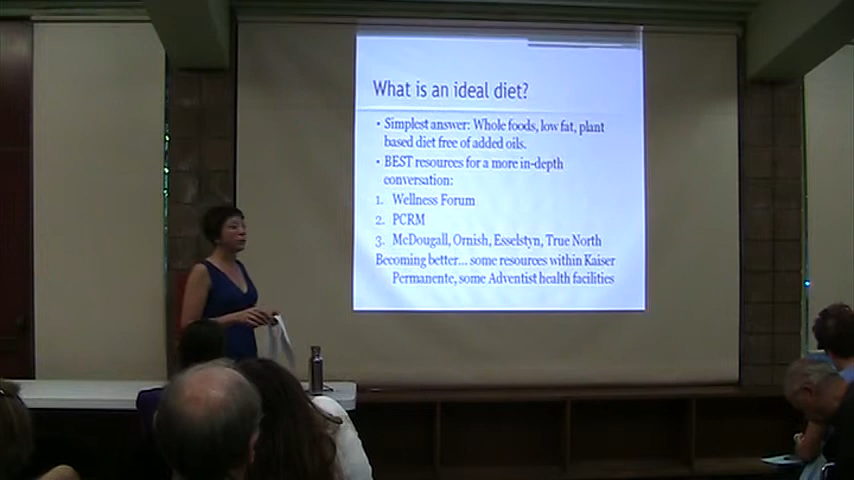 What is an ideal diet?
• Simplest answer: Whole foods, low fat, plant
based diet free of added oils.
• BEST resources for a more in-depth
conversation:
1. Wellness Forum
2. PCRM
3. McDougall, Ornish, Esselstyn, True North
Becoming better... some resources within Kaiser
Permanente, some Adventist health facilities